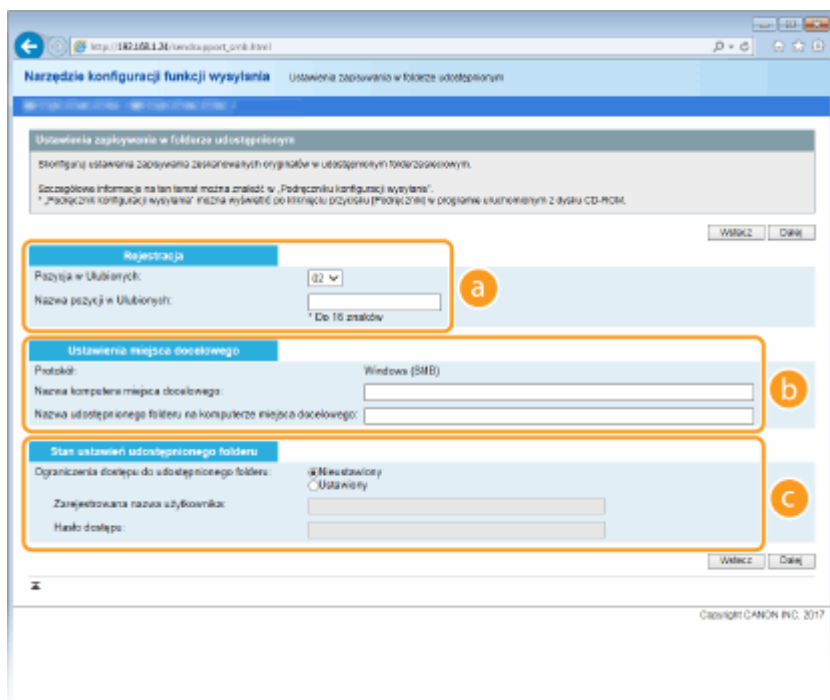 http://192.168.1.24/sendsupport_smb.html
Narzędzie konfiguracji funkcji wysyłania Ustawienia zapisywania w folderze udostępnionym
Ustawienia zapisywania w folderze udostępnionym
Skonfiguruj ustawienia zapisywania zeskanowanych oryginałów w udostępnionym folderze sieciowym.
Szczegółowe informacje na ten temat można znaleźć w „Podręczniku konfiguracji wysyłania".
* „Podręcznik konfiguracji wysyłania" można wyświetlić po kliknięciu przycisku [Podręcznik] w programie uruchomionym z dysku CD-ROM.
Wstecz Dalej
Rejestracja
Pozycja w Ulubionych: 02
a
Nazwa pozycji w Ulubionych:
* Do 16 znaków
Ustawienia miejsca docelowego
Protokół: Windows (SMB)
Nazwa komputera miejsca docelowego:
b
Nazwa udostępnionego folderu na komputerze miejsca docelowego:
Stan ustawień udostępnionego folderu
Ograniczenia dostępu do udostępnionego folderu: Nieustawiony
Ustawiony
c
Zarejestrowana nazwa użytkownika:
Hasło dostępu:
Wstecz Dalej
Copyright CANON INC. 2017